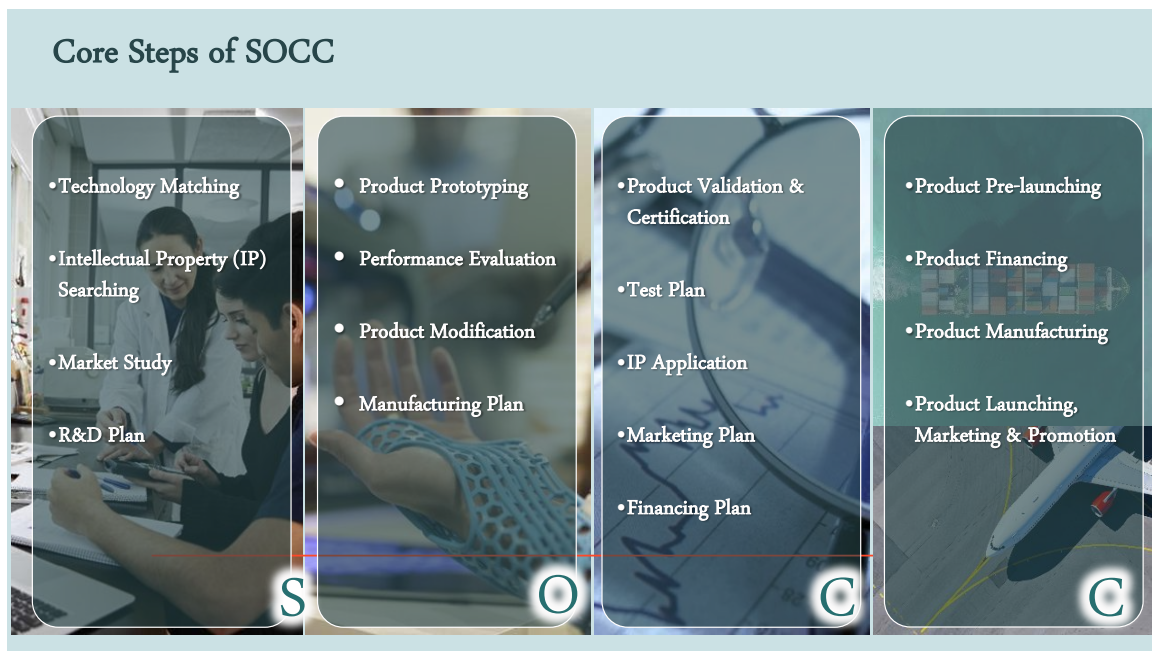 Core Steps of SOCC
•Technology Matching
•Intellectual Property (IP)
Searching
•Market Study
•R&D Plan
S
• Product Prototyping
• Performance Evaluation
• Product Modification
• Manufacturing Plan
O
•Product Validation &
Certification
•Test Plan
•IP Application
•Marketing Plan
•Financing Plan
C
•Product Pre-launching
•Product Financing
•Product Manufacturing
•Product Launching,
Marketing & Promotion
C